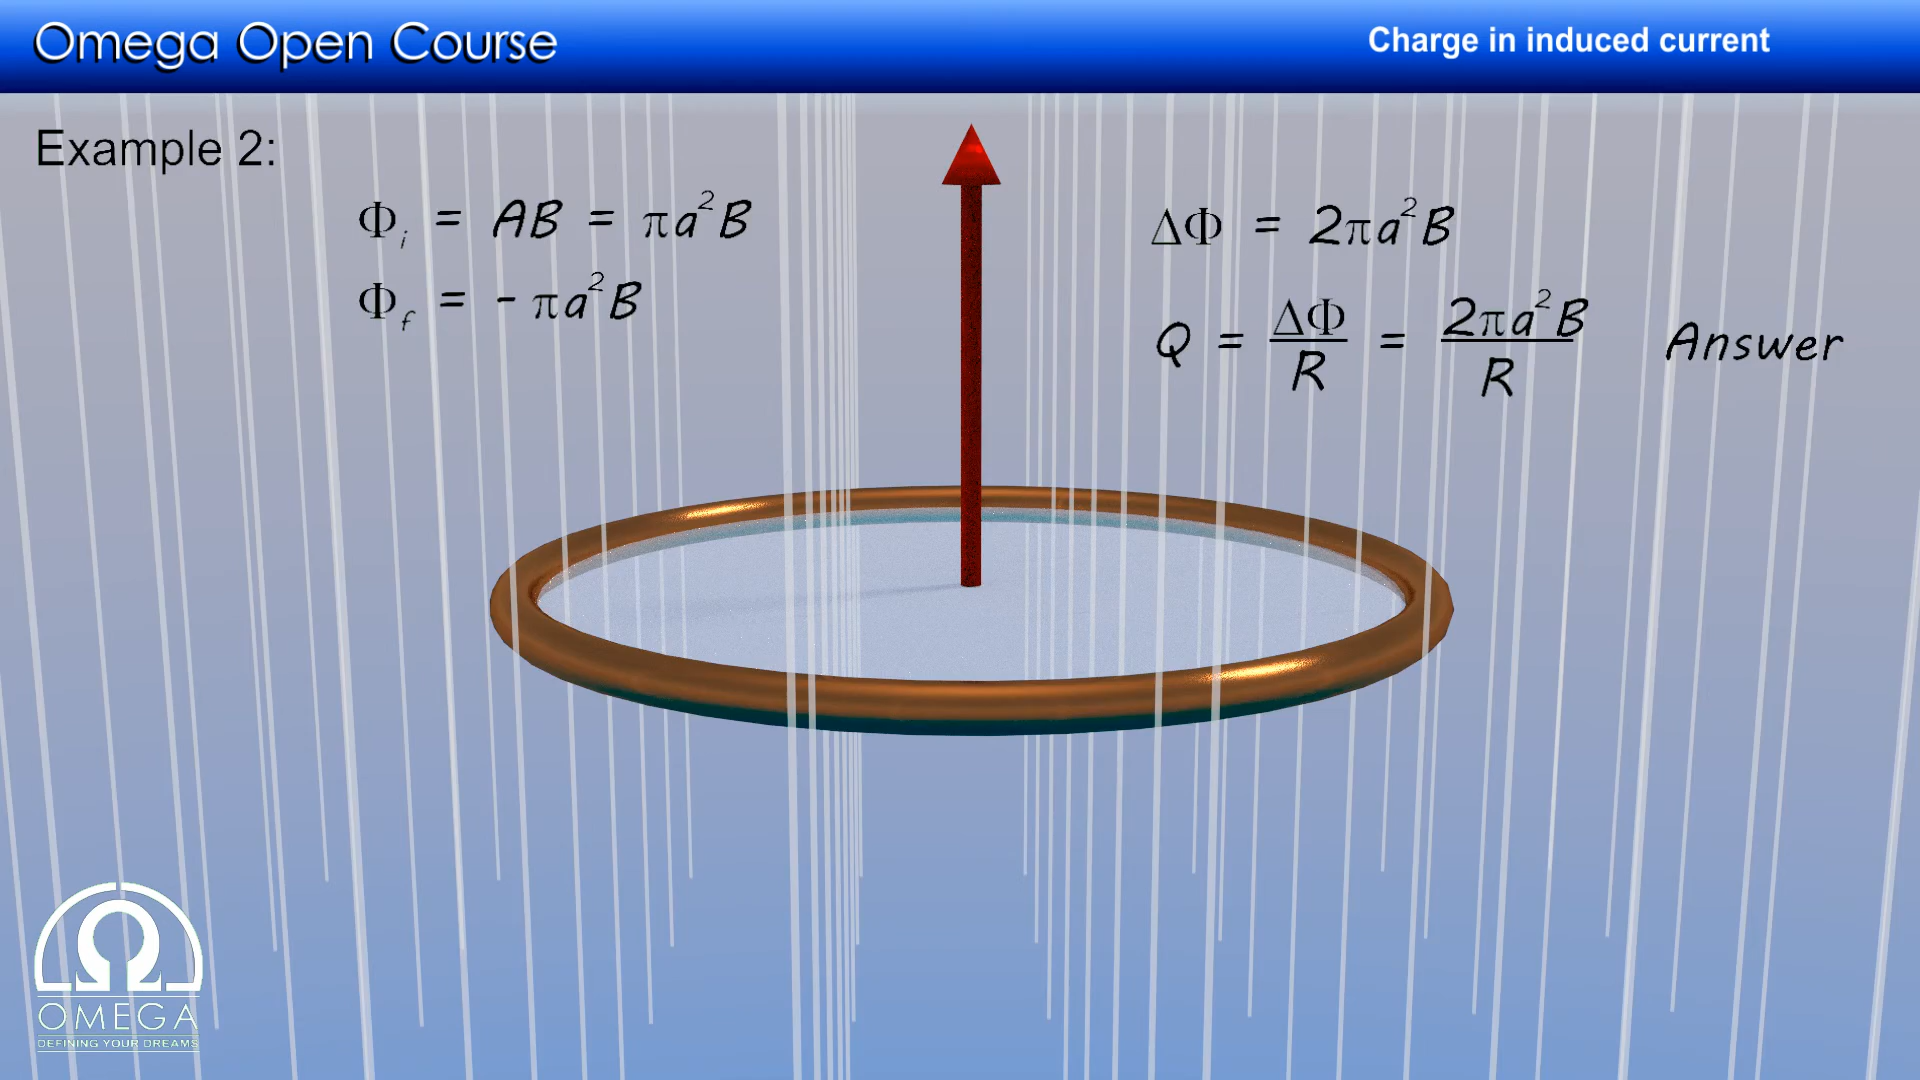 Omega Open Course
Charge in induced current
Example 2:
Φᵢ = AB = πa²B
Φf = - πa²B
ΔΦ = 2πa²B
Q = ΔΦ/R = 2πa²B/R Answer
Ω
OMEGA
DEFINING YOUR DREAMS